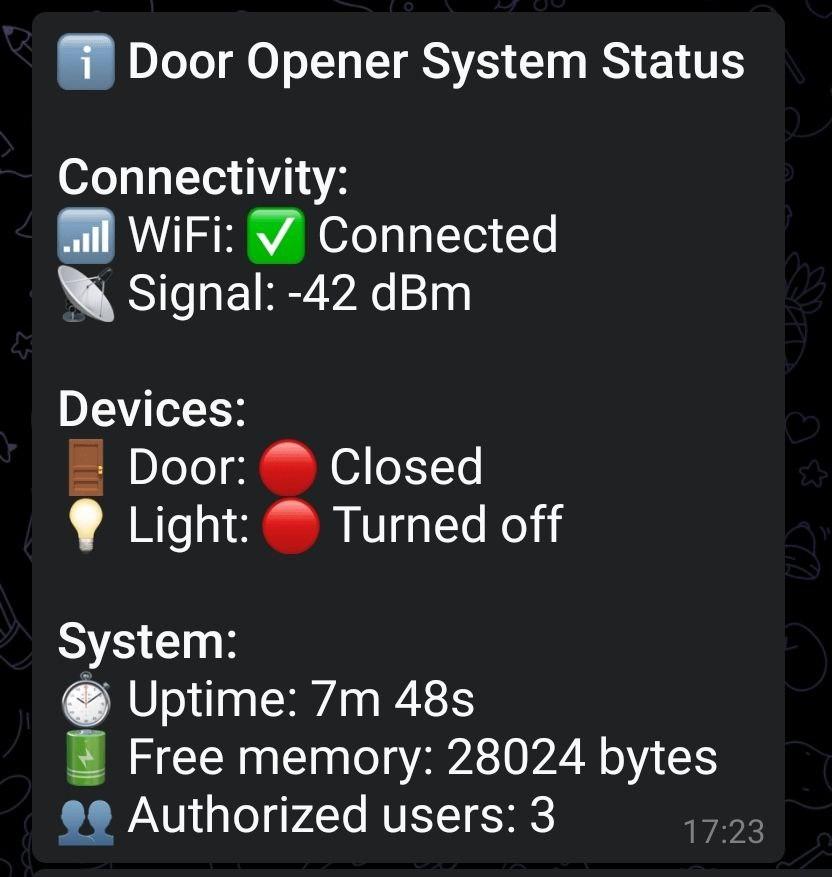 ℹ️ Door Opener System Status
Connectivity:
📶 WiFi: ✅ Connected
📡 Signal: -42 dBm
Devices:
🚪 Door: 🔴 Closed
💡 Light: 🔴 Turned off
System:
⏱️ Uptime: 7m 48s
🔋 Free memory: 28024 bytes
👥 Authorized users: 3
17:23